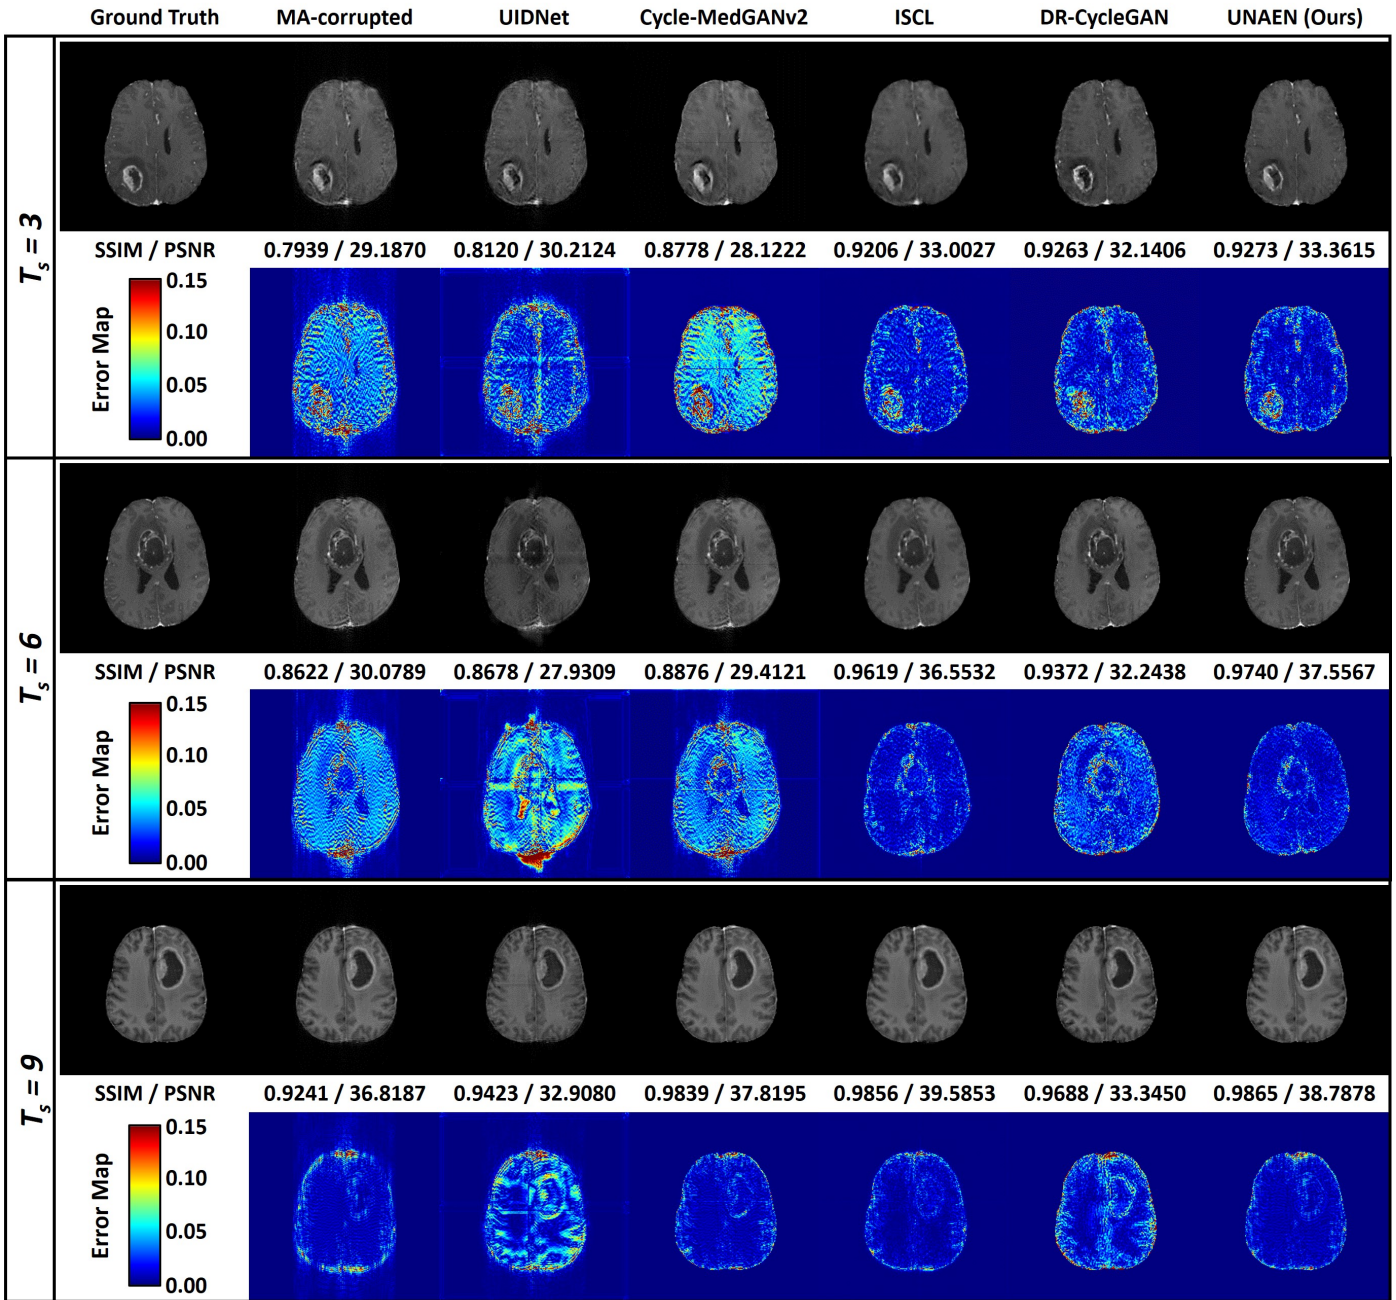 Ground Truth MA-corrupted UIDNet Cycle-MedGANv2 ISCL DR-CycleGAN UNAEN (Ours)
T_s = 3
SSIM / PSNR 0.7939 / 29.1870 0.8120 / 30.2124 0.8778 / 28.1222 0.9206 / 33.0027 0.9263 / 32.1406 0.9273 / 33.3615
Error Map
0.15
0.10
0.05
0.00
T_s = 6
SSIM / PSNR 0.8622 / 30.0789 0.8678 / 27.9309 0.8876 / 29.4121 0.9619 / 36.5532 0.9372 / 32.2438 0.9740 / 37.5567
Error Map
0.15
0.10
0.05
0.00
T_s = 9
SSIM / PSNR 0.9241 / 36.8187 0.9423 / 32.9080 0.9839 / 37.8195 0.9856 / 39.5853 0.9688 / 33.3450 0.9865 / 38.7878
Error Map
0.15
0.10
0.05
0.00